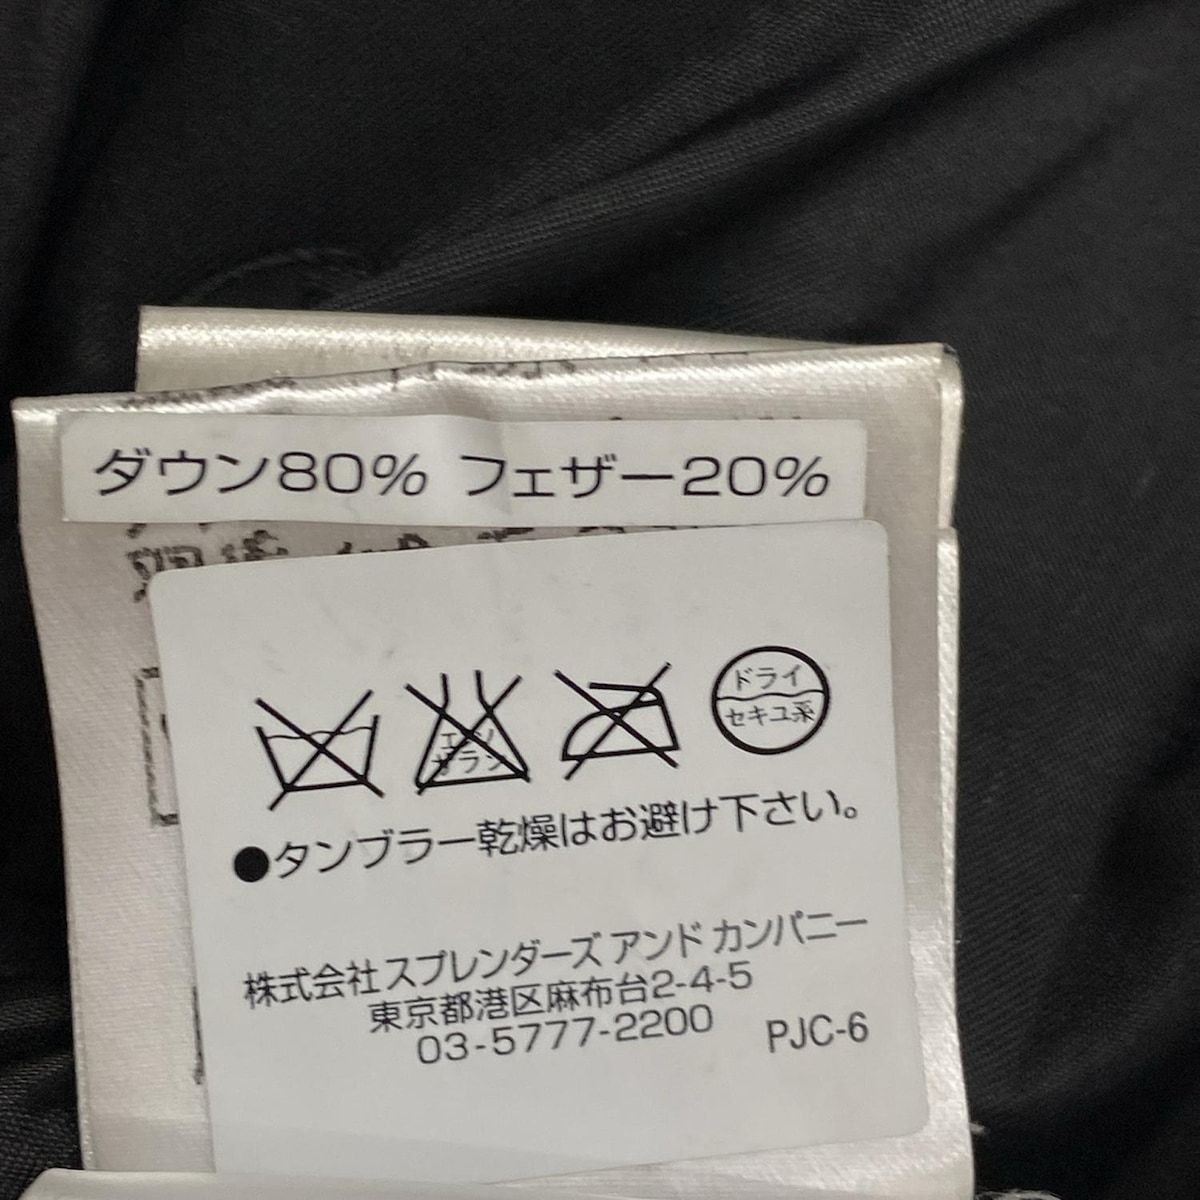 ダウン80% フェザー20%
エンソ
サラシ
ドライ
セキユ系
●タンブラー乾燥はお避け下さい。
株式会社 スプレンダーズ アンド カンパニー
東京都港区麻布台2-4-5
03-5777-2200
PJC-6